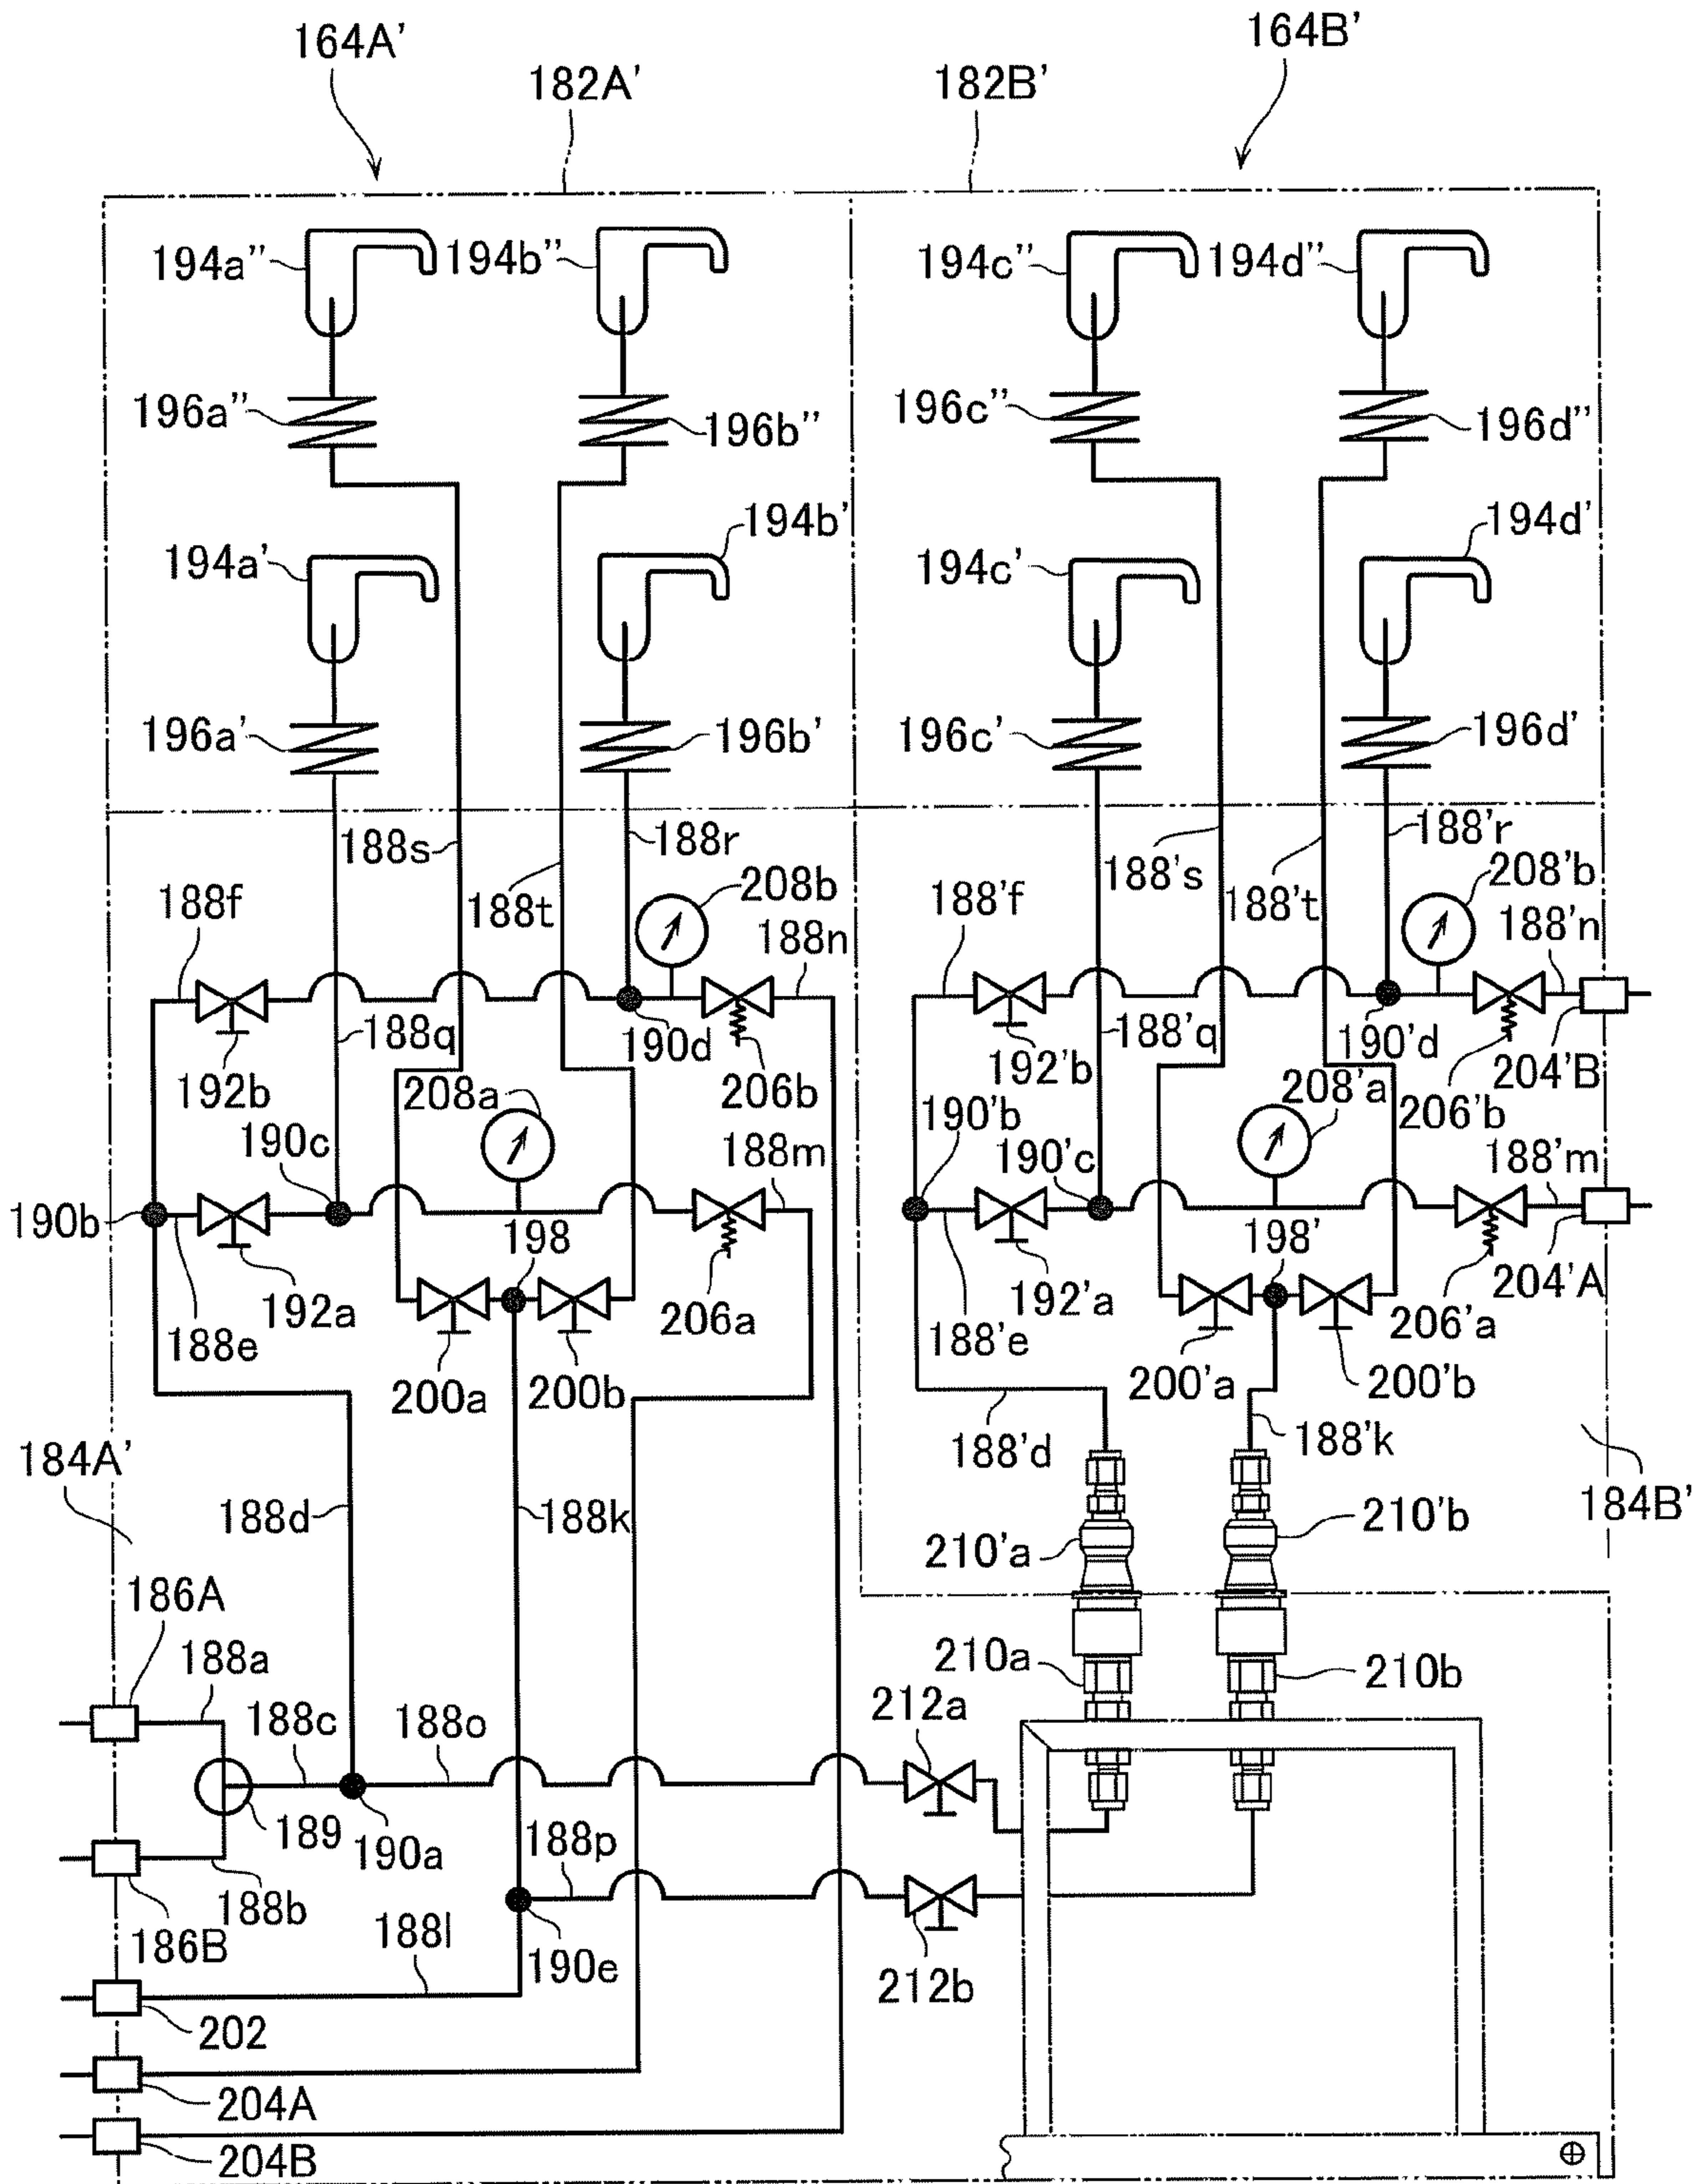 164A’
164B’
182A’
182B’
194a’’
194b’’
194c’’
194d’’
196a’’
196b’’
196c’’
196d’’
194b’
194d’
194a’
194c’
196a’
196b’
196c’
196d’
188s
188r
188’s
188’r
208b
208’b
188f
188t
188n
188’f
188’t
188’n
188q
190d
188’q
190’d
192b
208a
206b
192’b
208’a
204’B
190c
190’b
206’b
188m
190’c
188’m
190b
198
198’
192a
206a
192’a
204’A
188e
188’e
206’a
200a
200b
200’a
200’b
184A’
188’d
188’k
184B’
188d
188k
210’a
210’b
186A
188a
210a
210b
188c
188o
212a
189
190a
188p
188b
186B
188l
190e
212b
202
204A
204B